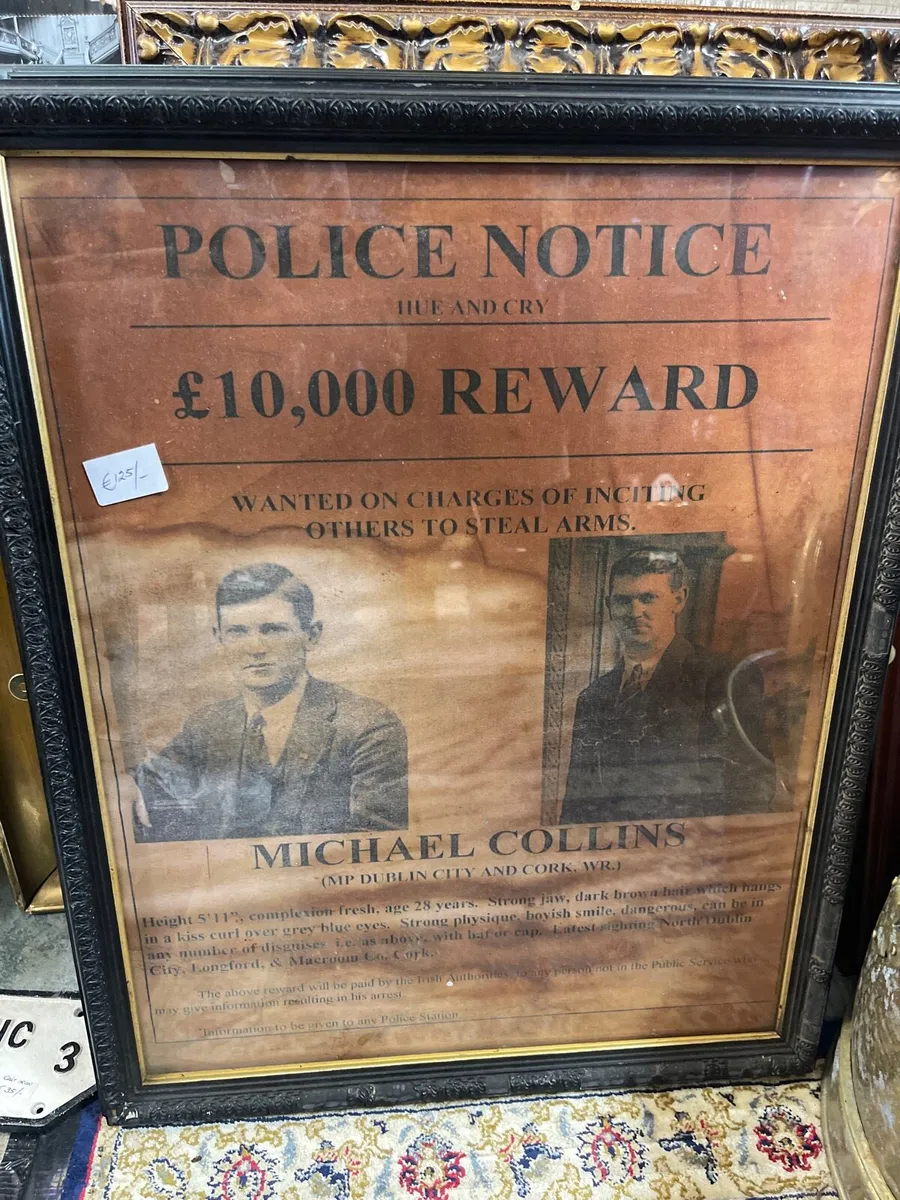 POLICE NOTICE
HUE AND CRY
£10,000 REWARD
€125/-
WANTED ON CHARGES OF INCITING
OTHERS TO STEAL ARMS.
MICHAEL COLLINS
(MP DUBLIN CITY AND CORK. WR.)
Height 5'11", complexion fresh, age 28 years. Strong jaw, dark brown hair which hangs
in a kiss curl over grey blue eyes. Strong physique, boyish smile, dangerous, can be in
any number of disguises i.e. as above, with hat or cap. Latest sighting North Dublin
City, Longford, & Macroom Co. Cork.
The above reward will be paid by the Irish Authorities, to any person not in the Public Service who
may give information resulting in his arrest.
Information to be given to any Police Station
IC
3